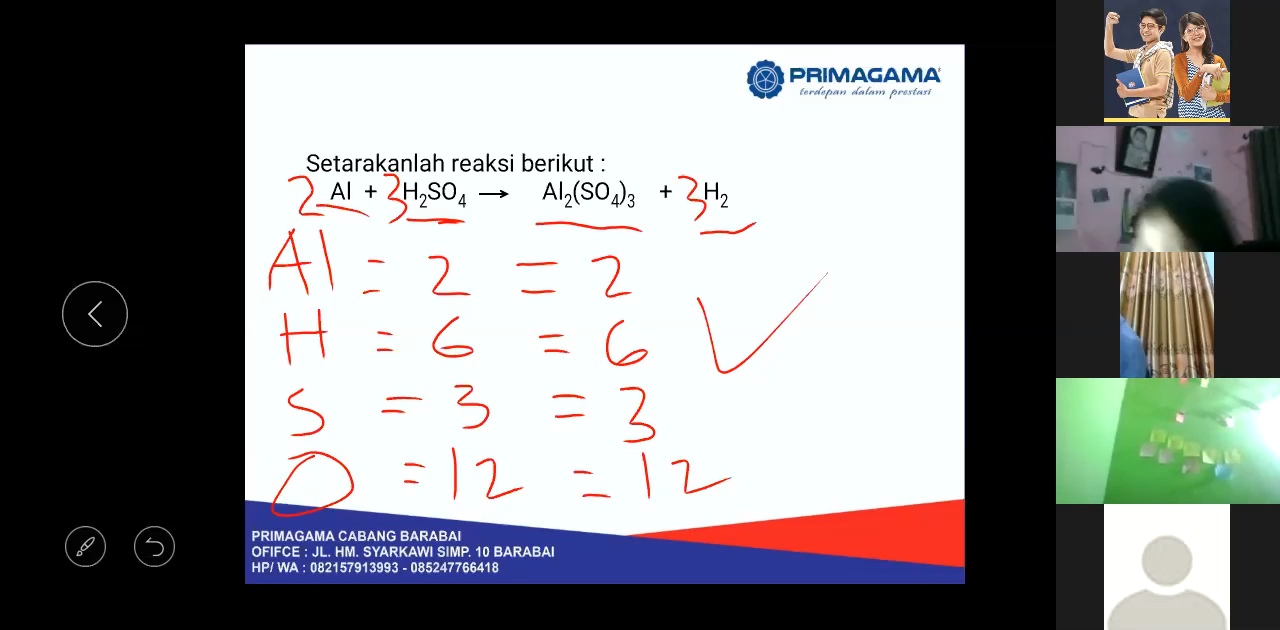 PRIMAGAMA
terdepan dalam prestasi
Setarakanlah reaksi berikut :
2 Al + 3 H₂SO₄ → Al₂(SO₄)₃ + 3 H₂
Al = 2 = 2
H = 6 = 6
S = 3 = 3
O = 12 = 12
PRIMAGAMA CABANG BARABAI
OFIFCE : JL. HM. SYARKAWI SIMP. 10 BARABAI
HP/ WA : 082157913993 - 085247766418